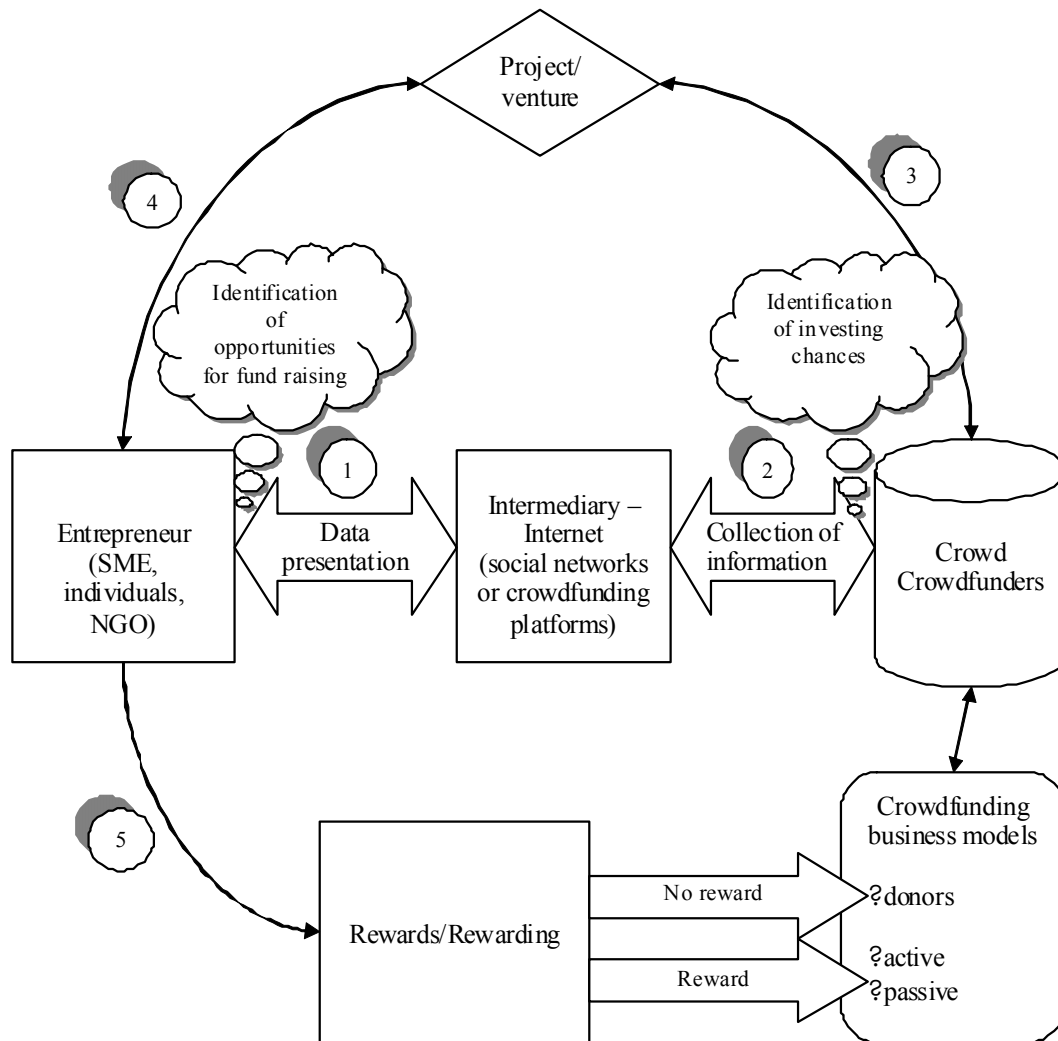 Project/
venture
4
3
Identification
of
opportunities
for fund raising
Identification
of investing
chances
1
2
Entrepreneur
(SME,
individuals,
NGO)
Data
presentation
Intermediary –
Internet
(social networks
or crowdfunding
platforms)
Collection of
information
Crowd
Crowdfunders
5
Rewards/Rewarding
No reward
Reward
Crowdfunding
business models
?donors
?active
?passive